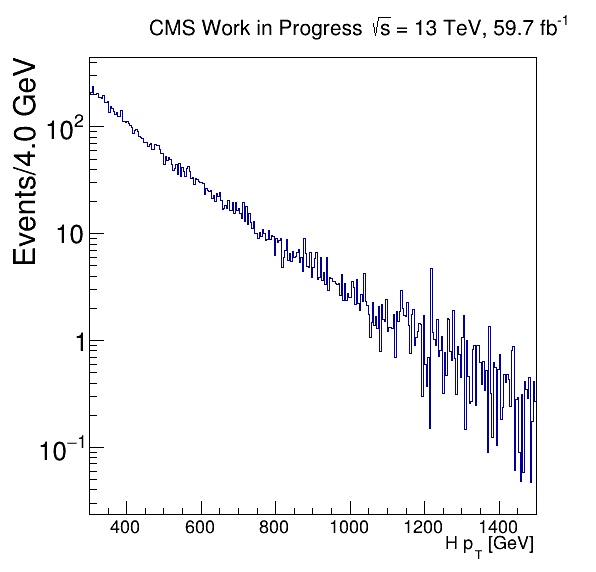 CMS Work in Progress √s = 13 TeV, 59.7 fb⁻¹
Events/4.0 GeV
10²
10
1
10⁻¹
400 600 800 1000 1200 1400
H p_T [GeV]